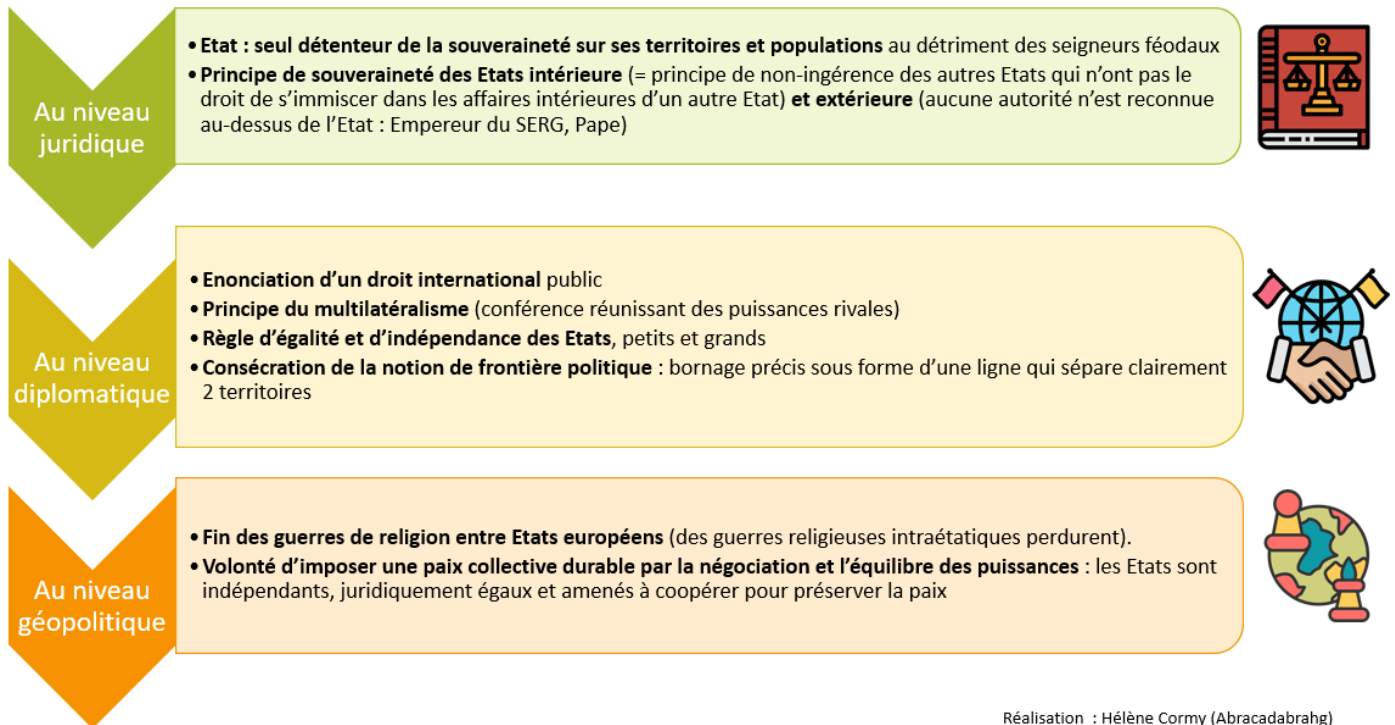 Au niveau
juridique
• Etat : seul détenteur de la souveraineté sur ses territoires et populations au détriment des seigneurs féodaux
• Principe de souveraineté des Etats intérieure (= principe de non-ingérence des autres Etats qui n'ont pas le
droit de s'immiscer dans les affaires intérieures d'un autre Etat) et extérieure (aucune autorité n'est reconnue
au-dessus de l'Etat : Empereur du SERG, Pape)
Au niveau
diplomatique
• Enonciation d'un droit international public
• Principe du multilatéralisme (conférence réunissant des puissances rivales)
• Règle d'égalité et d'indépendance des Etats, petits et grands
• Consécration de la notion de frontière politique : bornage précis sous forme d'une ligne qui sépare clairement
2 territoires
Au niveau
géopolitique
• Fin des guerres de religion entre Etats européens (des guerres religieuses intraétatiques perdurent).
• Volonté d'imposer une paix collective durable par la négociation et l'équilibre des puissances : les Etats sont
indépendants, juridiquement égaux et amenés à coopérer pour préserver la paix
Réalisation : Hélène Cormy (Abracadabrahg)